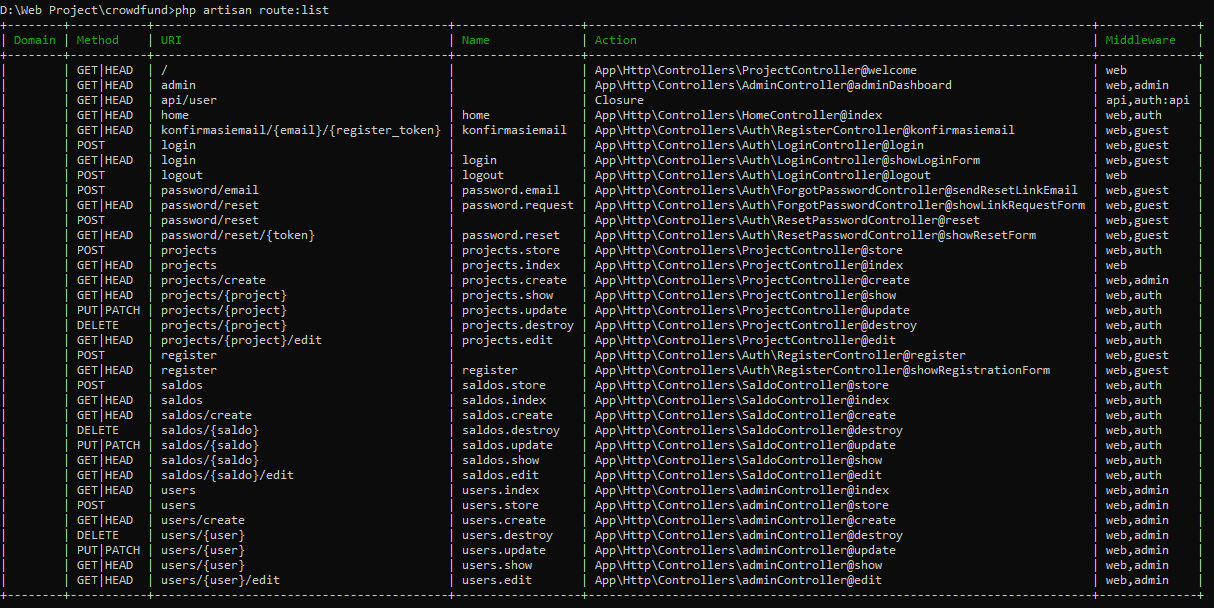 D:\Web Project\crowdfund>php artisan route:list
+--------+-----------+------------------------------------------+------------------+------------------------------------------------------------------------+--------------+
| Domain | Method | URI | Name | Action | Middleware |
+--------+-----------+------------------------------------------+------------------+------------------------------------------------------------------------+--------------+
| | GET|HEAD | / | | App\Http\Controllers\ProjectController@welcome | web |
| | GET|HEAD | admin | | App\Http\Controllers\AdminController@adminDashboard | web,admin |
| | GET|HEAD | api/user | | Closure | api,auth:api |
| | GET|HEAD | home | home | App\Http\Controllers\HomeController@index | web,auth |
| | GET|HEAD | konfirmasiemail/{email}/{register_token} | konfirmasiemail | App\Http\Controllers\Auth\RegisterController@konfirmasiemail | web,guest |
| | POST | login | | App\Http\Controllers\Auth\LoginController@login | web,guest |
| | GET|HEAD | login | login | App\Http\Controllers\Auth\LoginController@showLoginForm | web,guest |
| | POST | logout | logout | App\Http\Controllers\Auth\LoginController@logout | web |
| | POST | password/email | password.email | App\Http\Controllers\Auth\ForgotPasswordController@sendResetLinkEmail | web,guest |
| | GET|HEAD | password/reset | password.request | App\Http\Controllers\Auth\ForgotPasswordController@showLinkRequestForm | web,guest |
| | POST | password/reset | | App\Http\Controllers\Auth\ResetPasswordController@reset | web,guest |
| | GET|HEAD | password/reset/{token} | password.reset | App\Http\Controllers\Auth\ResetPasswordController@showResetForm | web,guest |
| | POST | projects | projects.store | App\Http\Controllers\ProjectController@store | web,auth |
| | GET|HEAD | projects | projects.index | App\Http\Controllers\ProjectController@index | web |
| | GET|HEAD | projects/create | projects.create | App\Http\Controllers\ProjectController@create | web,admin |
| | GET|HEAD | projects/{project} | projects.show | App\Http\Controllers\ProjectController@show | web,auth |
| | PUT|PATCH | projects/{project} | projects.update | App\Http\Controllers\ProjectController@update | web,auth |
| | DELETE | projects/{project} | projects.destroy | App\Http\Controllers\ProjectController@destroy | web,auth |
| | GET|HEAD | projects/{project}/edit | projects.edit | App\Http\Controllers\ProjectController@edit | web,auth |
| | POST | register | | App\Http\Controllers\Auth\RegisterController@register | web,guest |
| | GET|HEAD | register | register | App\Http\Controllers\Auth\RegisterController@showRegistrationForm | web,guest |
| | POST | saldos | saldos.store | App\Http\Controllers\SaldoController@store | web,auth |
| | GET|HEAD | saldos | saldos.index | App\Http\Controllers\SaldoController@index | web,auth |
| | GET|HEAD | saldos/create | saldos.create | App\Http\Controllers\SaldoController@create | web,auth |
| | DELETE | saldos/{saldo} | saldos.destroy | App\Http\Controllers\SaldoController@destroy | web,auth |
| | PUT|PATCH | saldos/{saldo} | saldos.update | App\Http\Controllers\SaldoController@update | web,auth |
| | GET|HEAD | saldos/{saldo} | saldos.show | App\Http\Controllers\SaldoController@show | web,auth |
| | GET|HEAD | saldos/{saldo}/edit | saldos.edit | App\Http\Controllers\SaldoController@edit | web,auth |
| | GET|HEAD | users | users.index | App\Http\Controllers\adminController@index | web,admin |
| | POST | users | users.store | App\Http\Controllers\adminController@store | web,admin |
| | GET|HEAD | users/create | users.create | App\Http\Controllers\adminController@create | web,admin |
| | DELETE | users/{user} | users.destroy | App\Http\Controllers\adminController@destroy | web,admin |
| | PUT|PATCH | users/{user} | users.update | App\Http\Controllers\adminController@update | web,admin |
| | GET|HEAD | users/{user} | users.show | App\Http\Controllers\adminController@show | web,admin |
| | GET|HEAD | users/{user}/edit | users.edit | App\Http\Controllers\adminController@edit | web,admin |
+--------+-----------+------------------------------------------+------------------+------------------------------------------------------------------------+--------------+